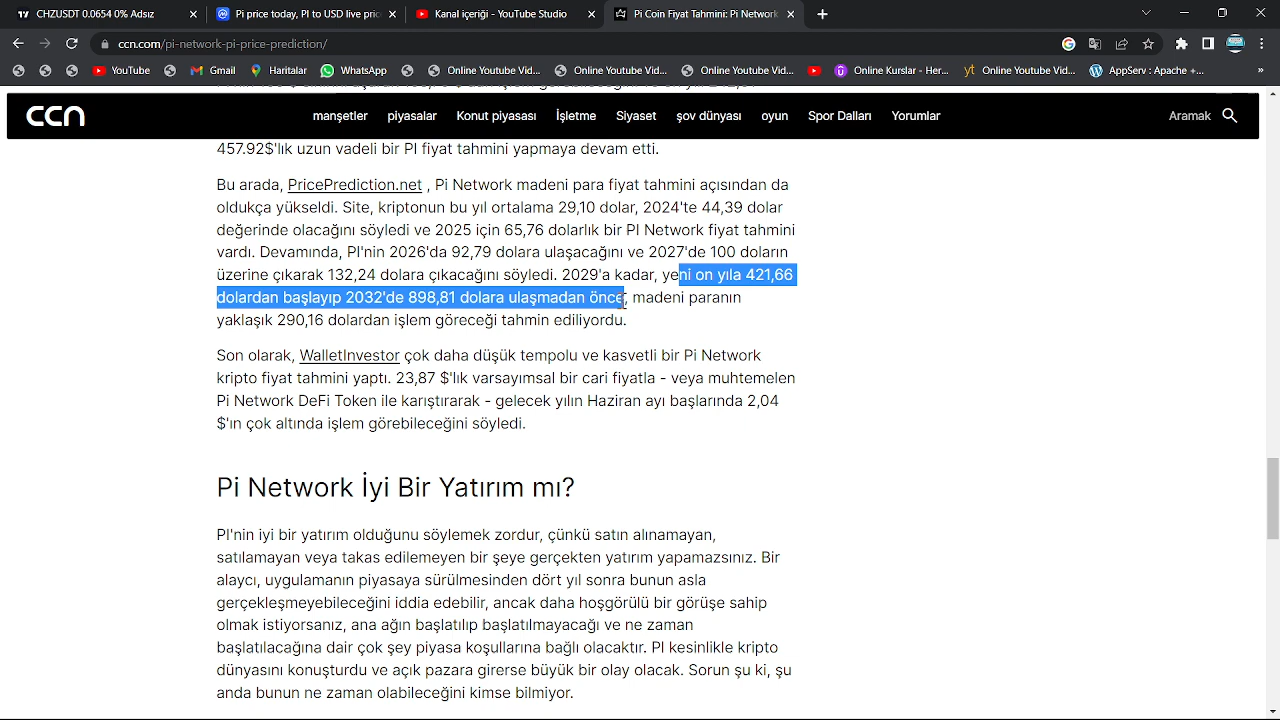 CHZUSDT 0.0654 0% Adsız
Pi price today, PI to USD live pric
Kanal içeriği - YouTube Studio
Pi Coin Fiyat Tahmini: Pi Network
ccn.com/pi-network-pi-price-prediction/
YouTube
Gmail
Haritalar
WhatsApp
Online Youtube Vid...
Online Youtube Vid...
Online Youtube Vid...
Online Kurslar - Her...
yt Online Youtube Vid...
AppServ : Apache +...
ccn
manşetler
piyasalar
Konut piyasası
İşletme
Siyaset
şov dünyası
oyun
Spor Dalları
Yorumlar
Aramak
457.92$'lık uzun vadeli bir PI fiyat tahmini yapmaya devam etti.
Bu arada, PricePrediction.net , Pi Network madeni para fiyat tahmini açısından da
oldukça yükseldi. Site, kriptonun bu yıl ortalama 29,10 dolar, 2024'te 44,39 dolar
değerinde olacağını söyledi ve 2025 için 65,76 dolarlık bir PI Network fiyat tahmini
vardı. Devamında, PI'nin 2026'da 92,79 dolara ulaşacağını ve 2027'de 100 doların
üzerine çıkarak 132,24 dolara çıkacağını söyledi. 2029'a kadar, yeni on yıla 421,66
dolardan başlayıp 2032'de 898,81 dolara ulaşmadan önce, madeni paranın
yaklaşık 290,16 dolardan işlem göreceği tahmin ediliyordu.
Son olarak, WalletInvestor çok daha düşük tempolu ve kasvetli bir Pi Network
kripto fiyat tahmini yaptı. 23,87 $'lık varsayımsal bir cari fiyatla - veya muhtemelen
Pi Network DeFi Token ile karıştırarak - gelecek yılın Haziran ayı başlarında 2,04
$'ın çok altında işlem görebileceğini söyledi.
Pi Network İyi Bir Yatırım mı?
PI'nin iyi bir yatırım olduğunu söylemek zordur, çünkü satın alınamayan,
satılamayan veya takas edilemeyen bir şeye gerçekten yatırım yapamazsınız. Bir
alaycı, uygulamanın piyasaya sürülmesinden dört yıl sonra bunun asla
gerçekleşmeyebileceğini iddia edebilir, ancak daha hoşgörülü bir görüşe sahip
olmak istiyorsanız, ana ağın başlatılıp başlatılmayacağı ve ne zaman
başlatılacağına dair çok şey piyasa koşullarına bağlı olacaktır. PI kesinlikle kripto
dünyasını konuşturdu ve açık pazara girerse büyük bir olay olacak. Sorun şu ki, şu
anda bunun ne zaman olabileceğini kimse bilmiyor.